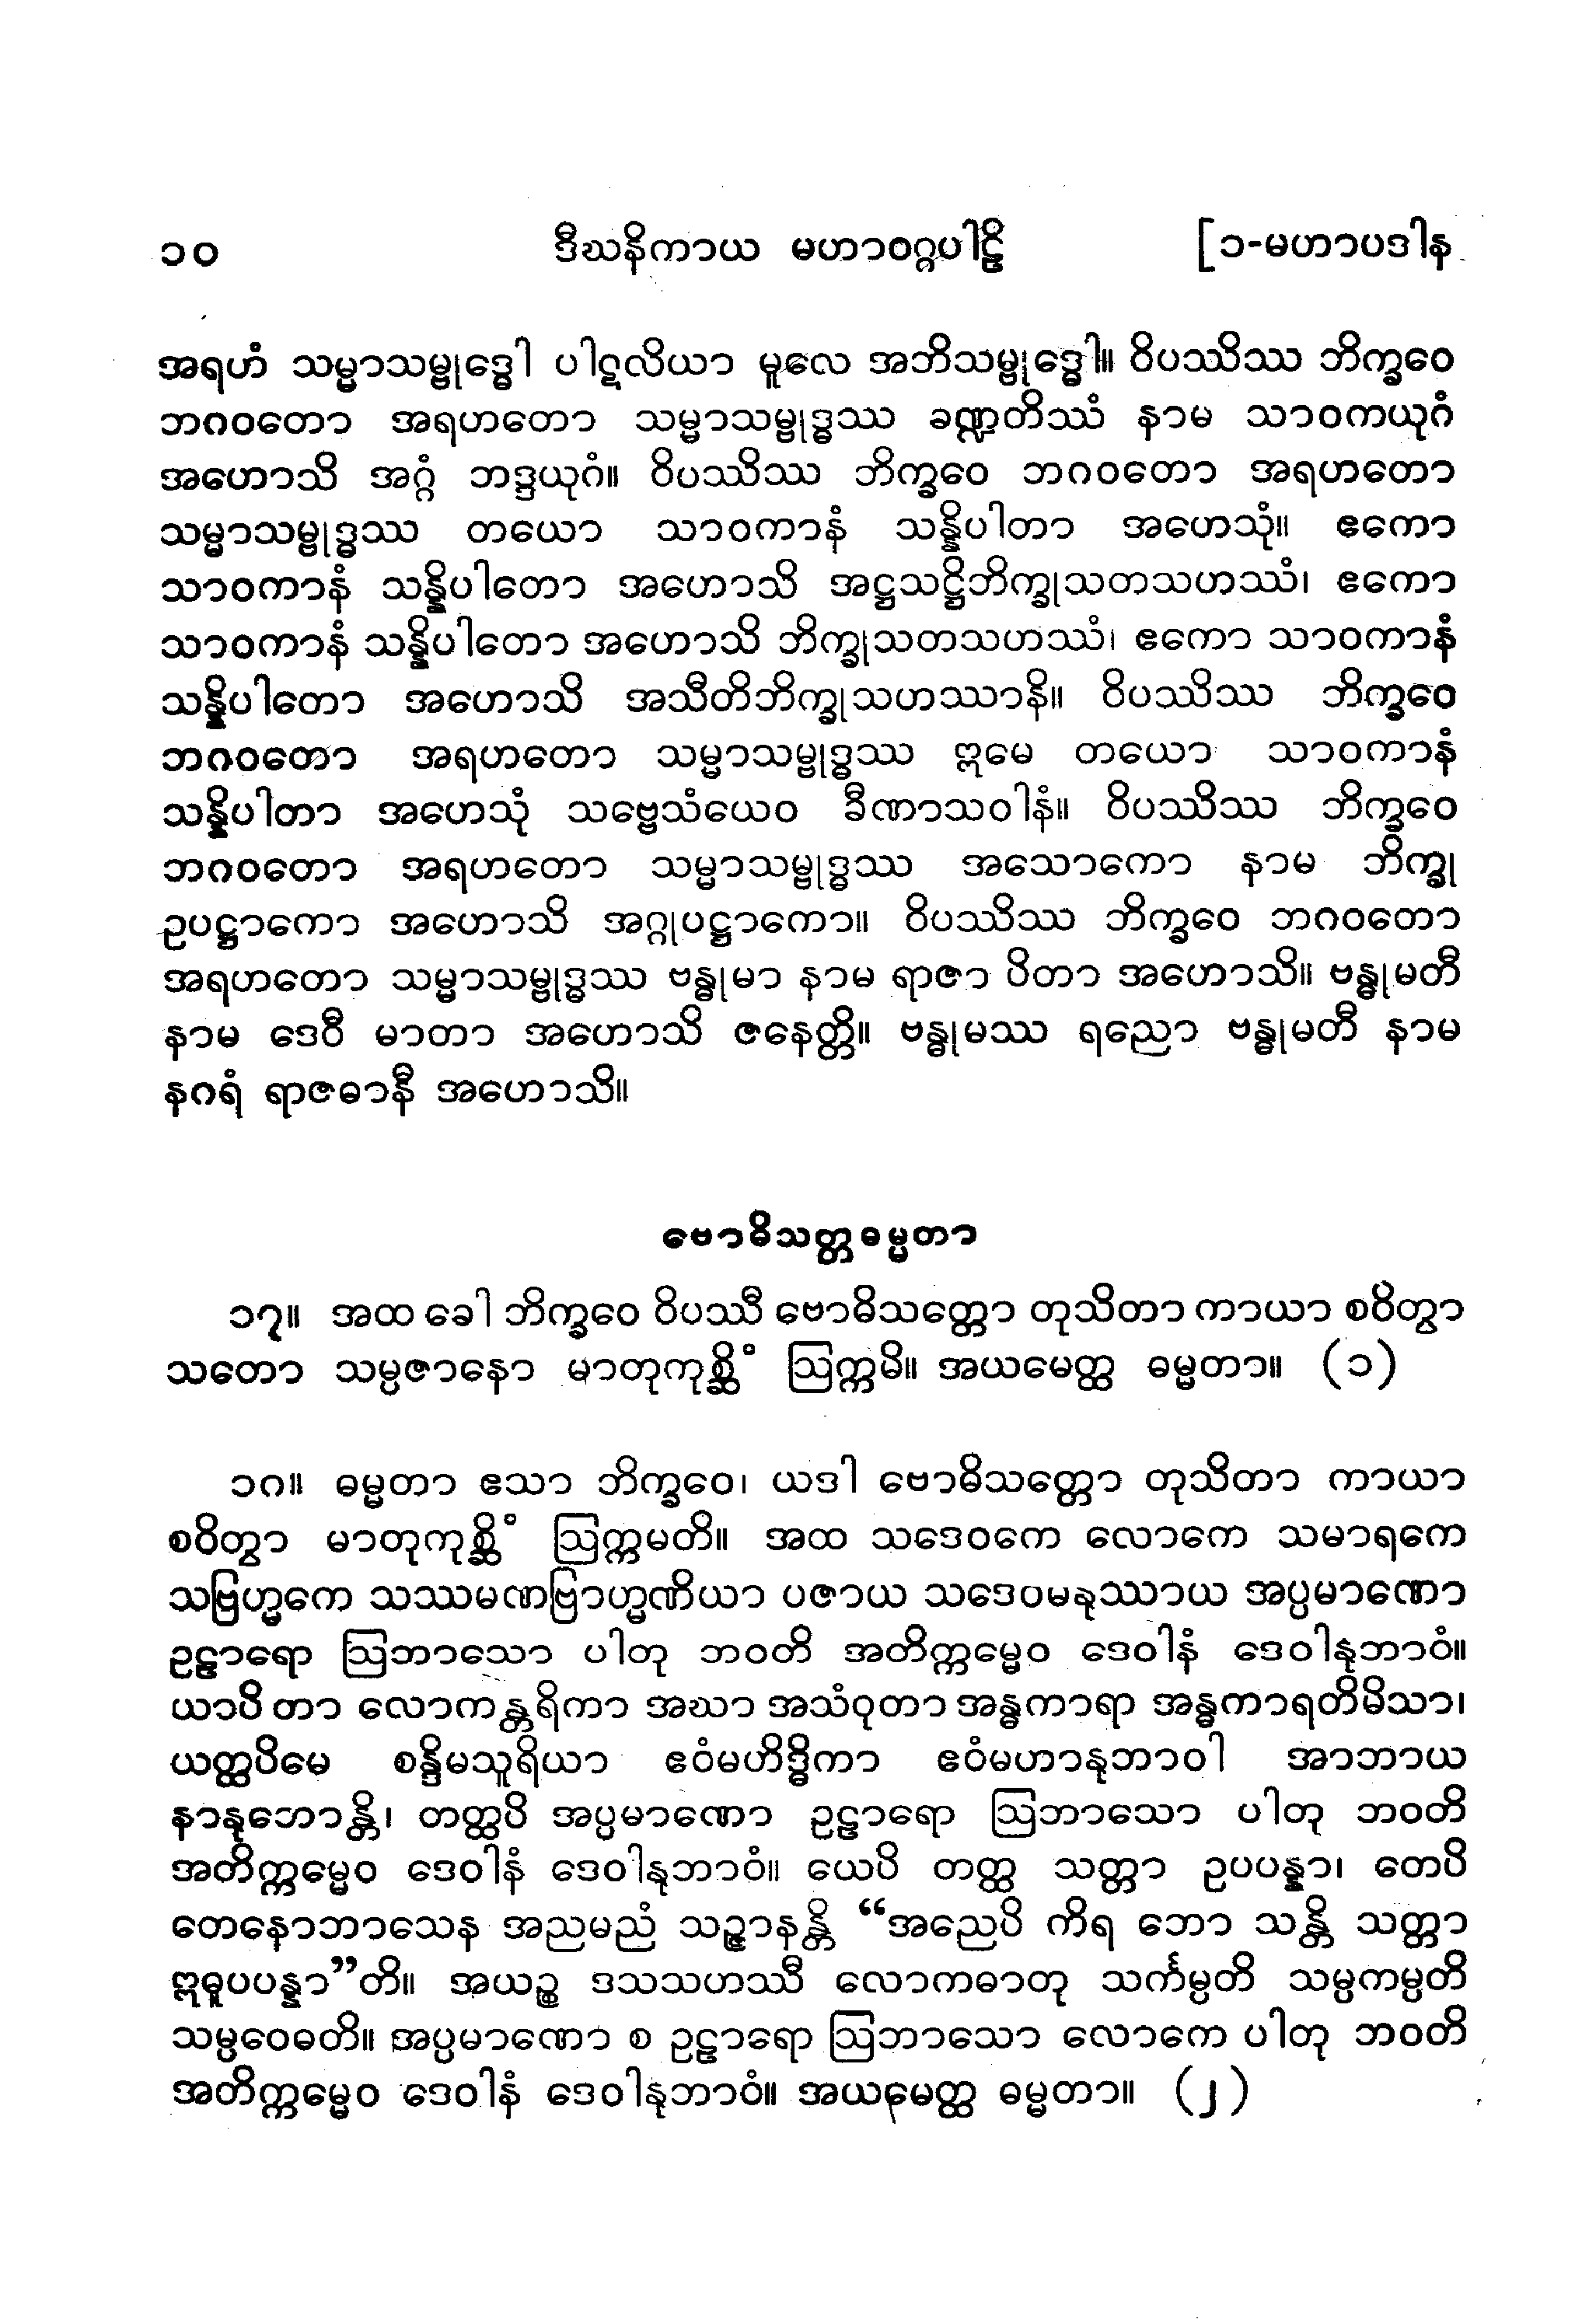 ၁၀ ဒီဃနိကာယ မဟာဝဂ္ဂပါဠိ [၁-မဟာပဒါန
အရဟံ သမ္မာသမ္ဗုဒ္ဓေါ ပါဋလိယာ မူလေ အဘိသမ္ဗုဒ္ဓေါ။ ဝိပဿိဿ ဘိက္ခဝေ
ဘဂဝတော အရဟတော သမ္မာသမ္ဗုဒ္ဓဿ ခဏ္ဍတိဿံ နာမ သာဝကယုဂံ
အဟောသိ အဂ္ဂံ ဘဒ္ဒယုဂံ။ ဝိပဿိဿ ဘိက္ခဝေ ဘဂဝတော အရဟတော
သမ္မာသမ္ဗုဒ္ဓဿ တယော သာဝကာနံ သန္နိပါတာ အဟေသုံ။ ဧကော
သာဝကာနံ သန္နိပါတော အဟောသိ အဋ္ဌသဋ္ဌိဘိက္ခုသတသဟဿံ၊ ဧကော
သာဝကာနံ သန္နိပါတော အဟောသိ ဘိက္ခုသတသဟဿံ၊ ဧကော သာဝကာနံ
သန္နိပါတော အဟောသိ အသီတိဘိက္ခုသဟဿာနိ။ ဝိပဿိဿ ဘိက္ခဝေ
ဘဂဝတော အရဟတော သမ္မာသမ္ဗုဒ္ဓဿ ဣမေ တယော သာဝကာနံ
သန္နိပါတာ အဟေသုံ သဗ္ဗေသံယေဝ ခီဏာသဝါနံ။ ဝိပဿိဿ ဘိက္ခဝေ
ဘဂဝတော အရဟတော သမ္မာသမ္ဗုဒ္ဓဿ အသောကော နာမ ဘိက္ခု
ဥပဋ္ဌာကော အဟောသိ အဂ္ဂုပဋ္ဌာကော။ ဝိပဿိဿ ဘိက္ခဝေ ဘဂဝတော
အရဟတော သမ္မာသမ္ဗုဒ္ဓဿ ဗန္ဓုမာ နာမ ရာဇာ ပိတာ အဟောသိ။ ဗန္ဓုမတီ
နာမ ဒေဝီ မာတာ အဟောသိ ဇနေတ္တိ။ ဗန္ဓုမဿ ရညော ဗန္ဓုမတီ နာမ
နဂရံ ရာဇဓာနီ အဟောသိ။
ဗောဓိသတ္တဓမ္မတာ
၁၇။ အထ ခေါ ဘိက္ခဝေ ဝိပဿီ ဗောဓိသတ္တော တုသိတာ ကာယာ စဝိတွာ
သတော သမ္ပဇာနော မာတုကုစ္ဆိံ ဩက္ကမိ။ အယမေတ္ထ ဓမ္မတာ။ (၁)
၁၈။ ဓမ္မတာ ဧသာ ဘိက္ခဝေ၊ ယဒါ ဗောဓိသတ္တော တုသိတာ ကာယာ
စဝိတွာ မာတုကုစ္ဆိံ ဩက္ကမတိ။ အထ သဒေဝကေ လောကေ သမာရကေ
သဗြဟ္မကေ သဿမဏဗြာဟ္မဏိယာ ပဇာယ သဒေဝမနုဿာယ အပ္ပမာဏော
ဥဠာရော ဩဘာသော ပါတု ဘဝတိ အတိက္ကမ္မေဝ ဒေဝါနံ ဒေဝါနုဘာဝံ။
ယာပိ တာ လောကန္တရိကာ အဃာ အသံဝုတာ အန္ဓကာရာ အန္ဓကာရတိမိသာ၊
ယတ္ထပိမေ စန္ဒိမသူရိယာ ဧဝံမဟိဒ္ဓိကာ ဧဝံမဟာနုဘာဝါ အာဘာယ
နာနုဘောန္တိ၊ တတ္ထပိ အပ္ပမာဏော ဥဠာရော ဩဘာသော ပါတု ဘဝတိ
အတိက္ကမ္မေဝ ဒေဝါနံ ဒေဝါနုဘာဝံ။ ယေပိ တတ္ထ သတ္တာ ဥပပန္နာ၊ တေပိ
တေနောဘာသေန အညမညံ သဉ္ဇာနန္တိ “အညေပိ ကိရ ဘော သန္တိ သတ္တာ
ဣဓူပပန္နာ”တိ။ အယဉ္စ ဒသသဟဿီ လောကဓာတု သင်္ကမ္ပတိ သမ္ပကမ္ပတိ
သမ္ပဝေဓတိ။ အပ္ပမာဏော စ ဥဠာရော ဩဘာသော လောကေ ပါတု ဘဝတိ
အတိက္ကမ္မေဝ ဒေဝါနံ ဒေဝါနုဘာဝံ။ အယမေတ္ထ ဓမ္မတာ။ (၂)